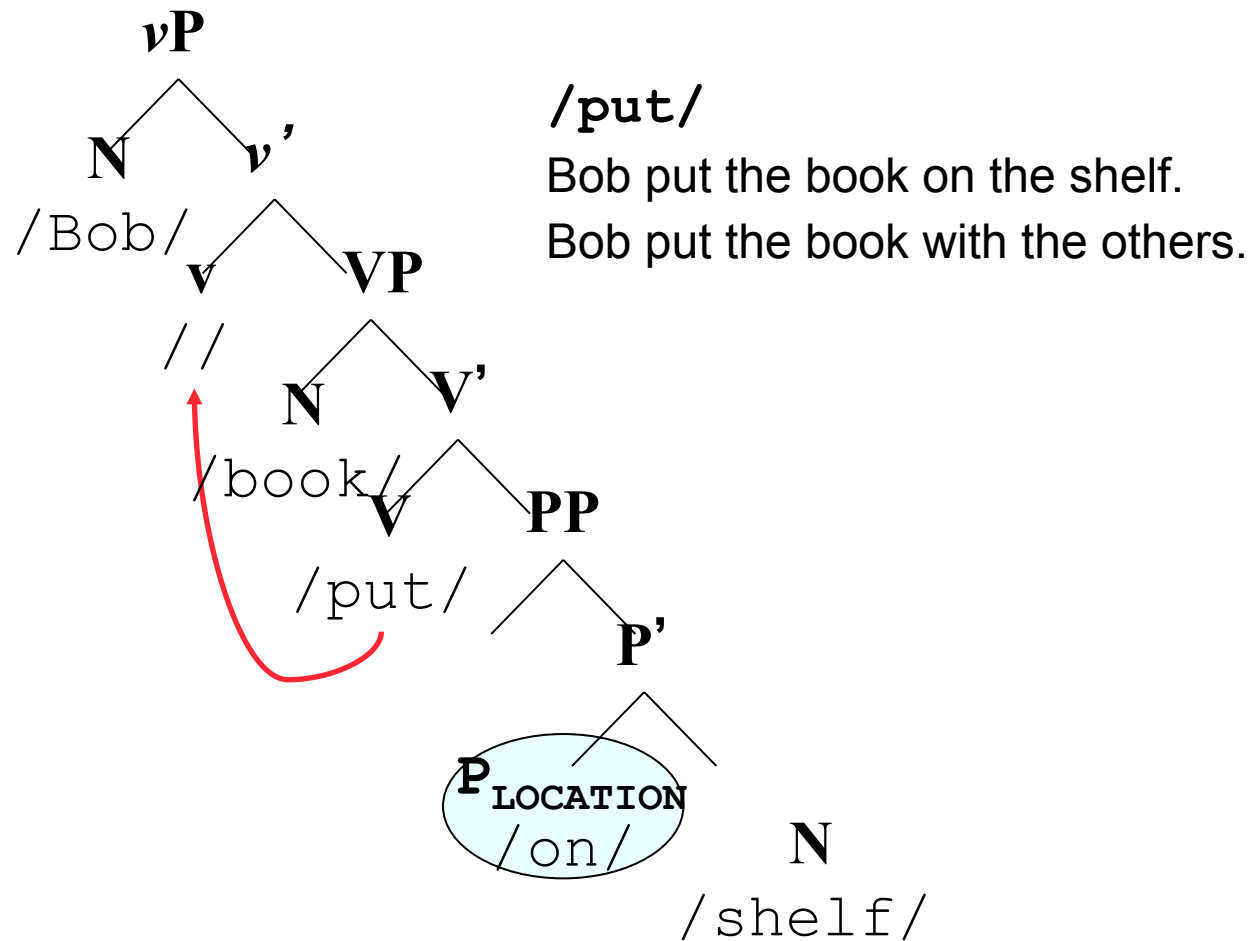 vP
/put/
N v’
Bob put the book on the shelf.
/Bob/
Bob put the book with the others.
v VP
//
N V’
/book/
V PP
/put/
P’
PLOCATION
/on/
N
/shelf/